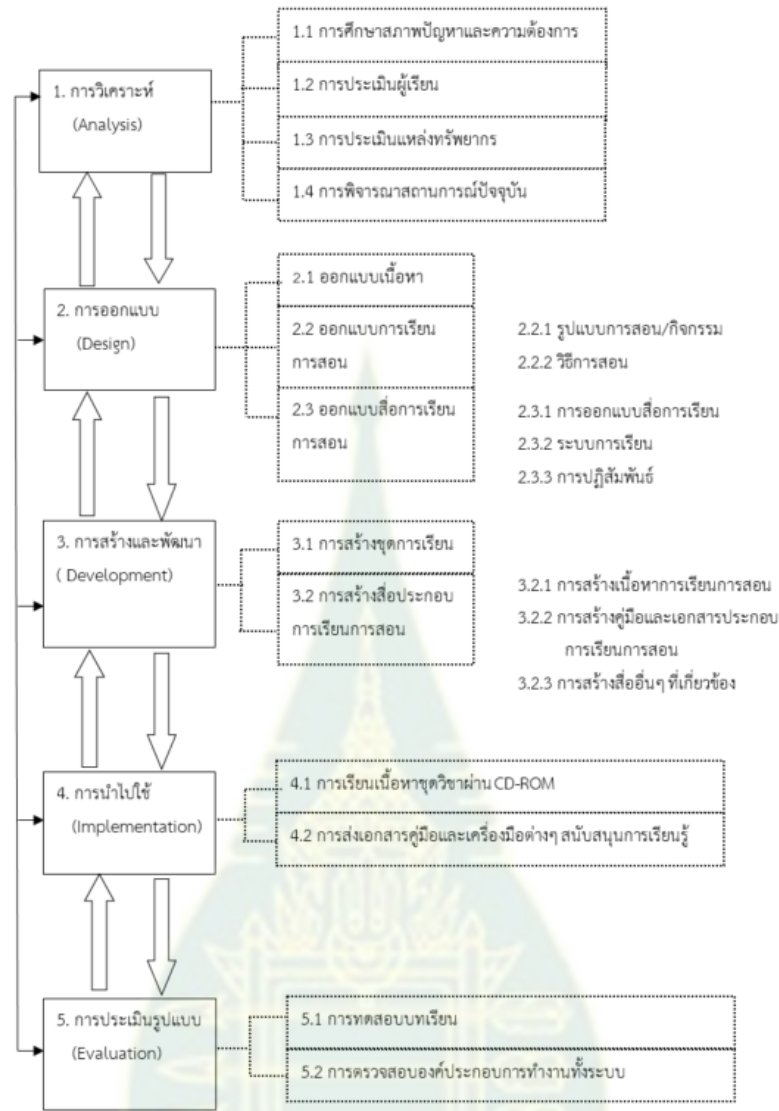 1. การวิเคราะห์
(Analysis)
1.1 การศึกษาสภาพปัญหาและความต้องการ
1.2 การประเมินผู้เรียน
1.3 การประเมินแหล่งทรัพยากร
1.4 การพิจารณาสถานการณ์ปัจจุบัน
2. การออกแบบ
(Design)
2.1 ออกแบบเนื้อหา
2.2 ออกแบบการเรียน
การสอน
2.2.1 รูปแบบการสอน/กิจกรรม
2.2.2 วิธีการสอน
2.3 ออกแบบสื่อการเรียน
การสอน
2.3.1 การออกแบบสื่อการเรียน
2.3.2 ระบบการเรียน
2.3.3 การปฏิสัมพันธ์
3. การสร้างและพัฒนา
( Development)
3.1 การสร้างชุดการเรียน
3.2 การสร้างสื่อประกอบ
การเรียนการสอน
3.2.1 การสร้างเนื้อหาการเรียนการสอน
3.2.2 การสร้างคู่มือและเอกสารประกอบ
การเรียนการสอน
3.2.3 การสร้างสื่ออื่นๆ ที่เกี่ยวข้อง
4. การนำไปใช้
(Implementation)
4.1 การเรียนเนื้อหาชุดวิชาผ่าน CD-ROM
4.2 การส่งเอกสารคู่มือและเครื่องมือต่างๆ สนับสนุนการเรียนรู้
5. การประเมินรูปแบบ
(Evaluation)
5.1 การทดสอบบทเรียน
5.2 การตรวจสอบองค์ประกอบการทำงานทั้งระบบ